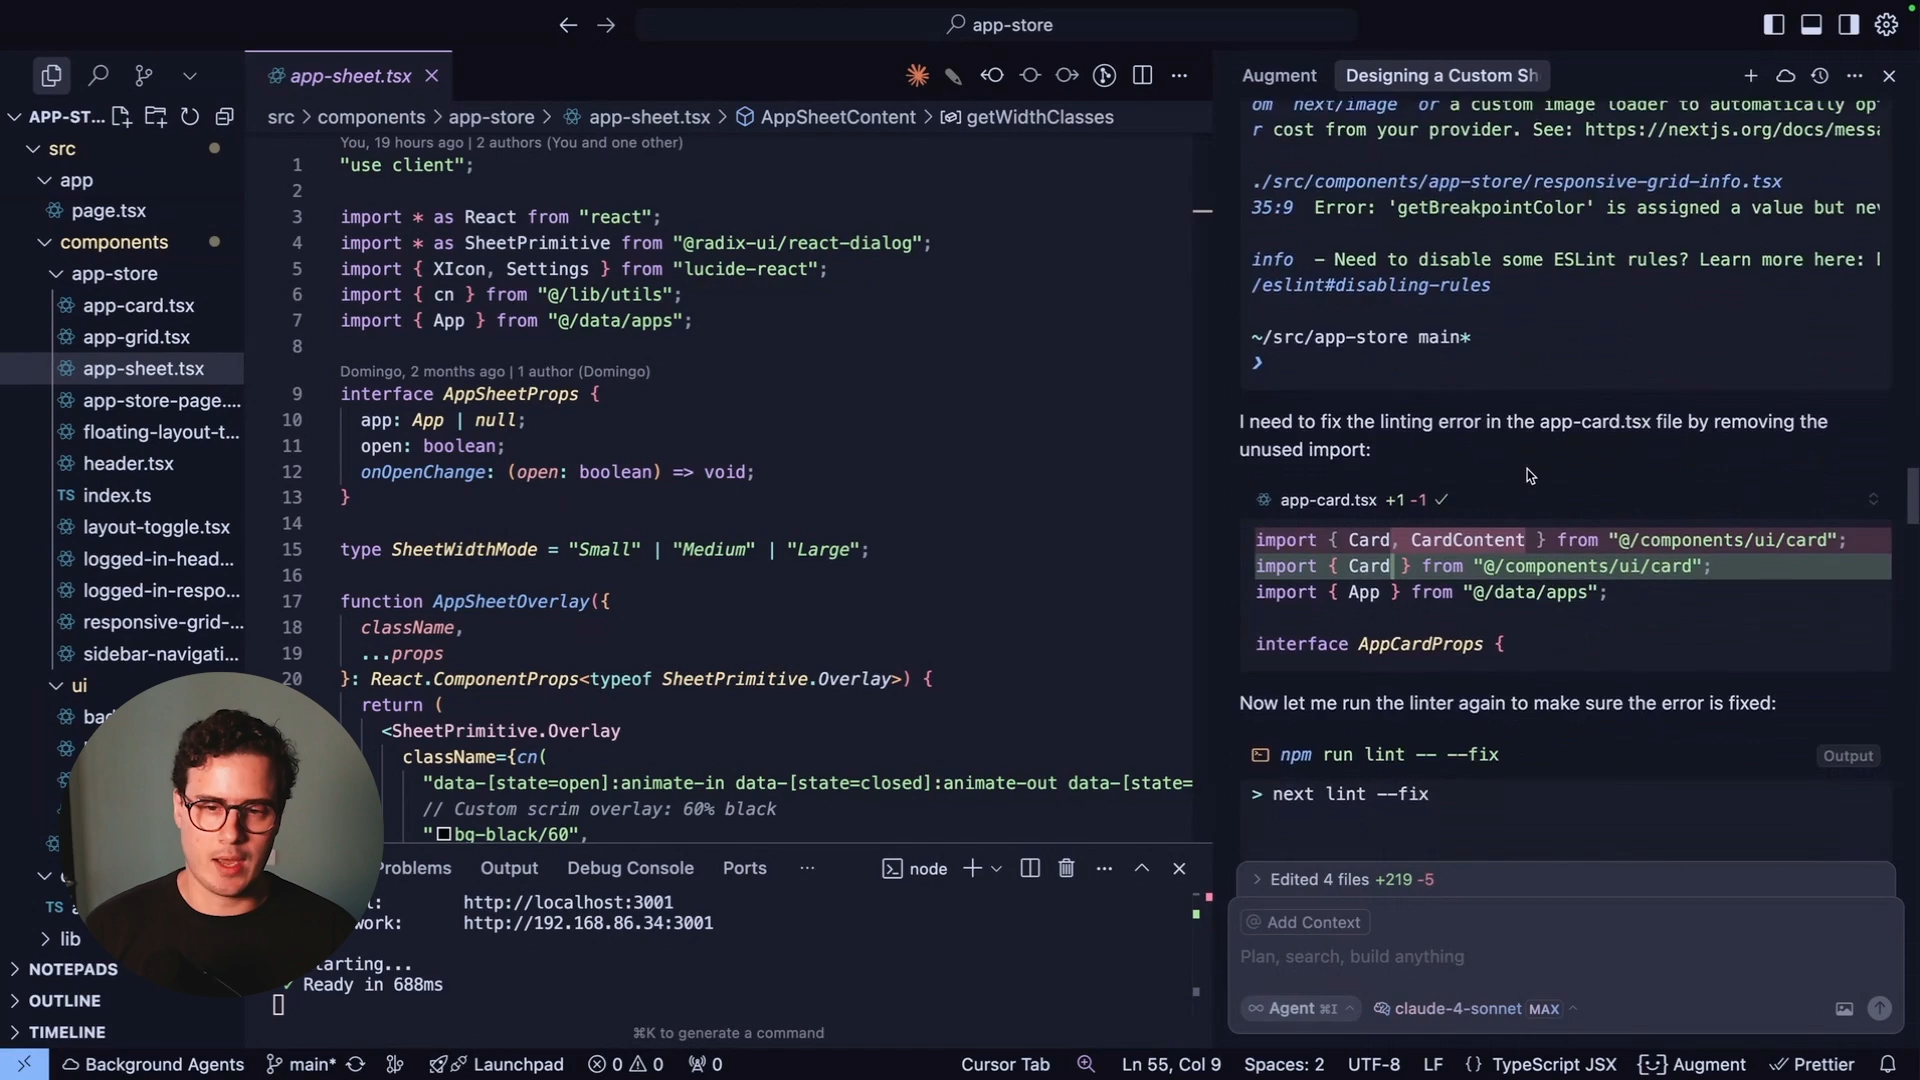 app-store
app-sheet.tsx
Augment
Designing a Custom Sh
APP-ST...
src > components > app-store > app-sheet.tsx > AppSheetContent > getWidthClasses
src
app
page.tsx
components
app-store
app-card.tsx
app-grid.tsx
app-sheet.tsx
app-store-page....
floating-layout-t...
header.tsx
TS index.ts
layout-toggle.tsx
logged-in-head...
logged-in-respo...
responsive-grid-...
sidebar-navigati...
ui
TS
lib
NOTEPADS
OUTLINE
TIMELINE
You, 19 hours ago | 2 authors (You and one other)
1 "use client";
2
3 import * as React from "react";
4 import * as SheetPrimitive from "@radix-ui/react-dialog";
5 import { XIcon, Settings } from "lucide-react";
6 import { cn } from "@/lib/utils";
7 import { App } from "@/data/apps";
8
Domingo, 2 months ago | 1 author (Domingo)
9 interface AppSheetProps {
10 app: App | null;
11 open: boolean;
12 onOpenChange: (open: boolean) => void;
13 }
14
15 type SheetWidthMode = "Small" | "Medium" | "Large";
16
17 function AppSheetOverlay({
18 className,
19 ...props
20 }: React.ComponentProps<typeof SheetPrimitive.Overlay>) {
return (
<SheetPrimitive.Overlay
className={cn(
"data-[state=open]:animate-in data-[state=closed]:animate-out data-[state=
// Custom scrim overlay: 60% black
"bg-black/60",
Problems
Output
Debug Console
Ports
node
http://localhost:3001
work: http://192.168.86.34:3001
tarting...
✓ Ready in 688ms
⌘K to generate a command
om next/image or a custom image loader to automatically op
r cost from your provider. See: https://nextjs.org/docs/messa
./src/components/app-store/responsive-grid-info.tsx
35:9 Error: 'getBreakpointColor' is assigned a value but nev
info – Need to disable some ESLint rules? Learn more here: h
/eslint#disabling-rules
~/src/app-store main*
❯
I need to fix the linting error in the app-card.tsx file by removing the
unused import:
app-card.tsx +1 -1 ✓
import { Card, CardContent } from "@/components/ui/card";
import { Card } from "@/components/ui/card";
import { App } from "@/data/apps";
interface AppCardProps {
Now let me run the linter again to make sure the error is fixed:
npm run lint -- --fix
Output
> next lint --fix
> Edited 4 files +219 -5
@ Add Context
Plan, search, build anything
∞ Agent ⌘I
claude-4-sonnet MAX
Background Agents
main*
Launchpad
0
0
0
Cursor Tab
Ln 55, Col 9
Spaces: 2
UTF-8
LF
{} TypeScript JSX
Augment
Prettier